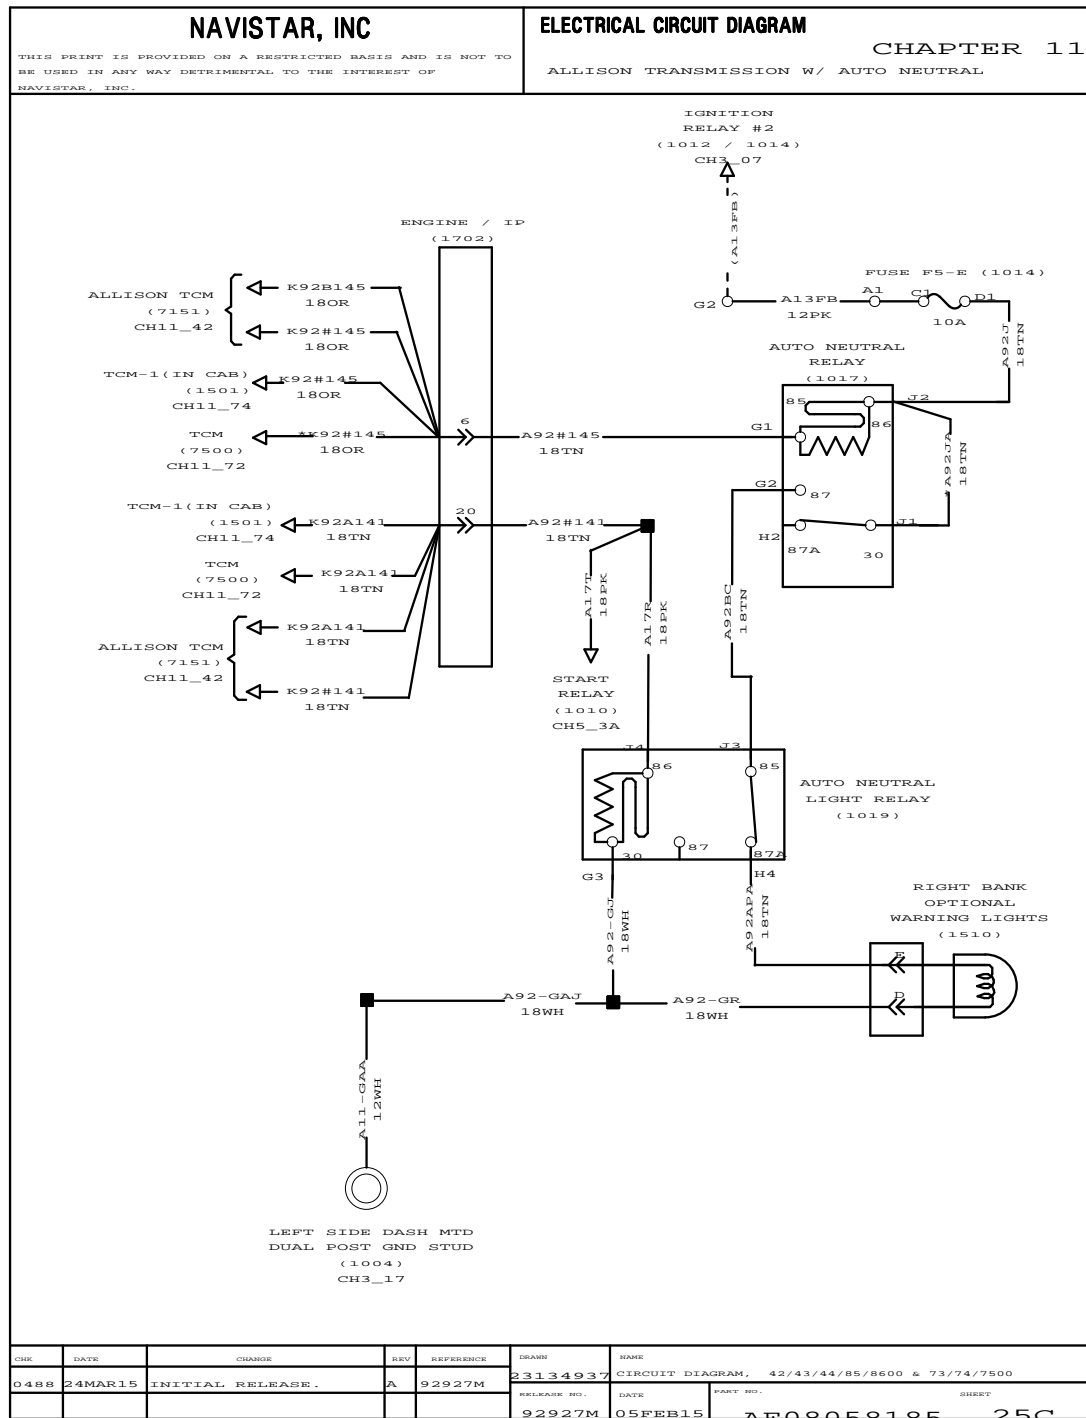 NAVISTAR, INC
THIS PRINT IS PROVIDED ON A RESTRICTED BASIS AND IS NOT TO
BE USED IN ANY WAY DETRIMENTAL TO THE INTEREST OF
NAVISTAR, INC.
ELECTRICAL CIRCUIT DIAGRAM
CHAPTER 11
ALLISON TRANSMISSION W/ AUTO NEUTRAL
IGNITION
RELAY #2
(1012 / 1014)
CH3_07
(A13FB)
ENGINE / IP
(1702)
FUSE F5-E (1014)
G2
A13FB
12PK
A1
C1
D1
10A
A92J
18TN
ALLISON TCM
(7151)
CH11_42
K92B145
18OR
K92#145
18OR
TCM-1(IN CAB)
(1501)
CH11_74
K92#145
18OR
TCM
(7500)
CH11_72
*K92#145
18OR
6
A92#145
18TN
AUTO NEUTRAL
RELAY
(1017)
85
J2
86
G1
G2
87
H2
87A
30
J1
*A92JA
18TN
TCM-1(IN CAB)
(1501)
CH11_74
K92A141
18TN
20
A92#141
18TN
TCM
(7500)
CH11_72
K92A141
18TN
ALLISON TCM
(7151)
CH11_42
K92A141
18TN
K92#141
18TN
A17T
18PK
A17R
18PK
A92BC
18TN
START
RELAY
(1010)
CH5_3A
J4
J3
86
85
30
87
87A
G3
H4
AUTO NEUTRAL
LIGHT RELAY
(1019)
A92-GJ
18WH
A92APA
18TN
RIGHT BANK
OPTIONAL
WARNING LIGHTS
(1510)
E
D
A92-GAJ
18WH
A92-GR
18WH
A11-GAA
12WH
LEFT SIDE DASH MTD
DUAL POST GND STUD
(1004)
CH3_17
CHK
DATE
CHANGE
REV
REFERENCE
0488
24MAR15
INITIAL RELEASE.
A
92927M
DRAWN
23134937
NAME
CIRCUIT DIAGRAM, 42/43/44/85/8600 & 73/74/7500
RELEASE NO.
92927M
DATE
05FEB15
PART NO.
AF08058185
SHEET
25C